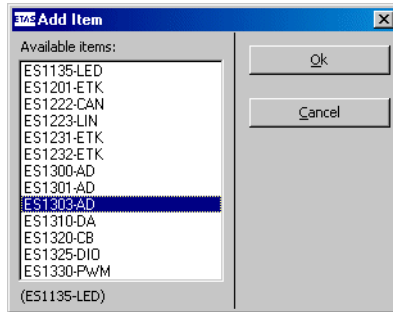 ETAS Add Item
Available items:
ES1135-LED
ES1201-ETK
ES1222-CAN
ES1223-LIN
ES1231-ETK
ES1232-ETK
ES1300-AD
ES1301-AD
ES1303-AD
ES1310-DA
ES1320-CB
ES1325-DIO
ES1330-PWM
(ES1135-LED)
Ok
Cancel